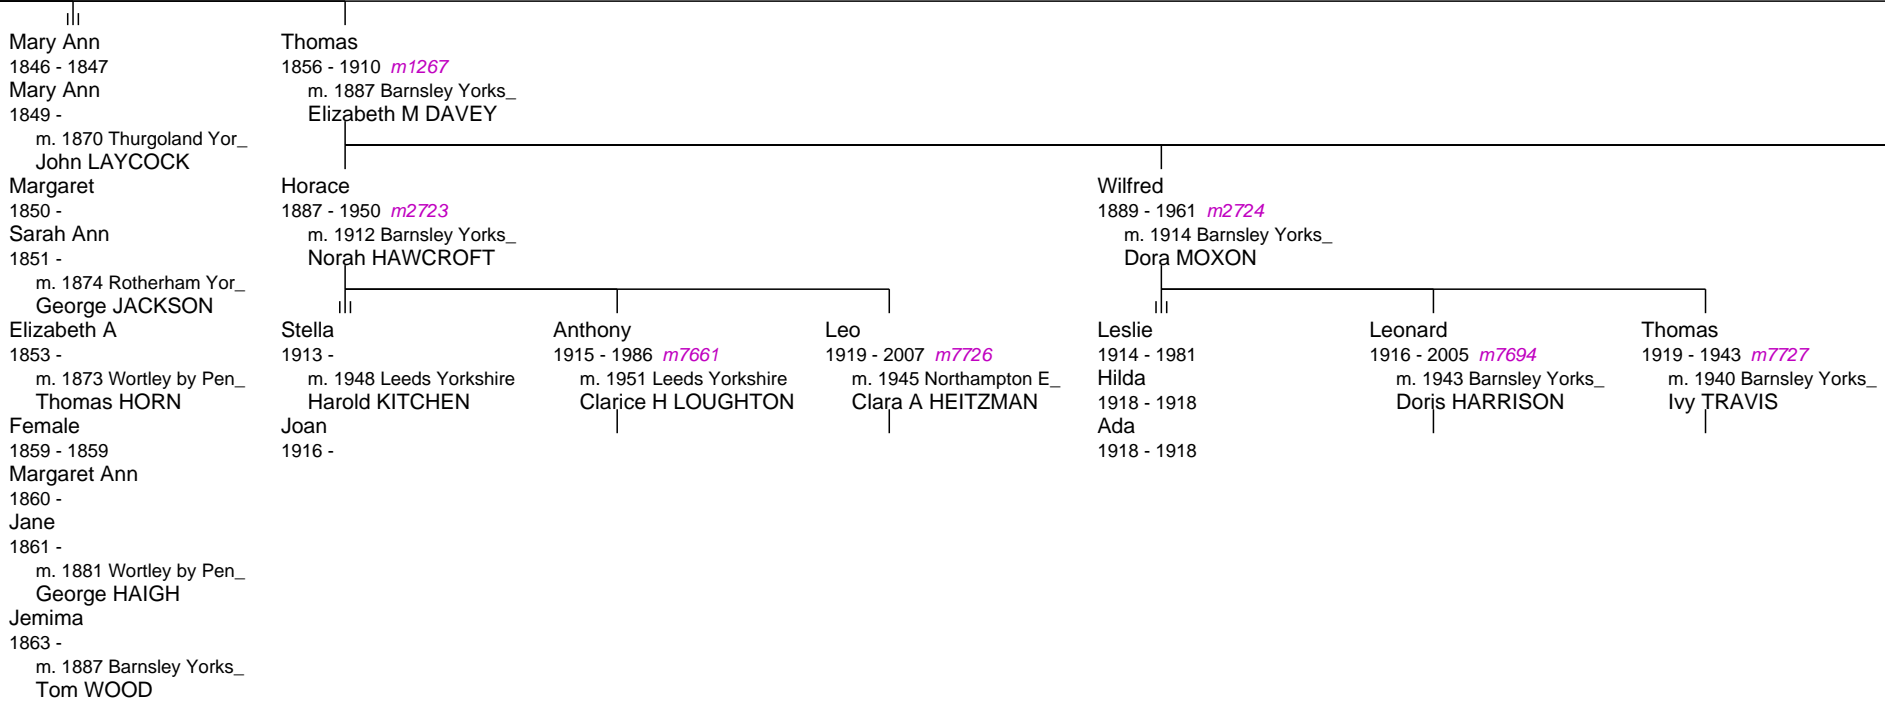 Mary Ann
1846 - 1847
Mary Ann
1849 -
m. 1870 Thurgoland Yor_
John LAYCOCK
Margaret
1850 -
Sarah Ann
1851 -
m. 1874 Rotherham Yor_
George JACKSON
Elizabeth A
1853 -
m. 1873 Wortley by Pen_
Thomas HORN
Female
1859 - 1859
Margaret Ann
1860 -
Jane
1861 -
m. 1881 Wortley by Pen_
George HAIGH
Jemima
1863 -
m. 1887 Barnsley Yorks_
Tom WOOD
Thomas
1856 - 1910 m1267
m. 1887 Barnsley Yorks_
Elizabeth M DAVEY
Horace
1887 - 1950 m2723
m. 1912 Barnsley Yorks_
Norah HAWCROFT
Stella
1913 -
m. 1948 Leeds Yorkshire
Harold KITCHEN
Joan
1916 -
Anthony
1915 - 1986 m7661
m. 1951 Leeds Yorkshire
Clarice H LOUGHTON
Leo
1919 - 2007 m7726
m. 1945 Northampton E_
Clara A HEITZMAN
Wilfred
1889 - 1961 m2724
m. 1914 Barnsley Yorks_
Dora MOXON
Leslie
1914 - 1981
Hilda
1918 - 1918
Ada
1918 - 1918
Leonard
1916 - 2005 m7694
m. 1943 Barnsley Yorks_
Doris HARRISON
Thomas
1919 - 1943 m7727
m. 1940 Barnsley Yorks_
Ivy TRAVIS